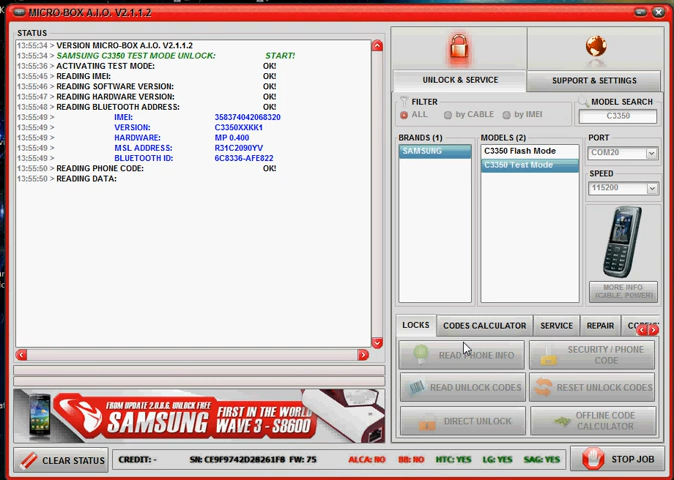 MICRO-BOX A.I.O. V2.1.1.2
STATUS
13:55:34 VERSION MICRO-BOX A.I.O. V2.1.1.2
13:55:34 SAMSUNG C3350 TEST MODE UNLOCK: START!
13:55:36 ACTIVATING TEST MODE: OK!
13:55:45 READING IMEI: OK!
13:55:46 READING SOFTWARE VERSION: OK!
13:55:47 READING HARDWARE VERSION: OK!
13:55:48 READING BLUETOOTH ADDRESS: OK!
13:55:49 IMEI: 358374042068320
13:55:49 VERSION: C3350XXKK1
13:55:49 HARDWARE: MP 0.400
13:55:49 MSL ADDRESS: R31C2090YV
13:55:49 BLUETOOTH ID: 6C8336-AFE822
13:55:50 READING PHONE CODE: OK!
13:55:50 READING DATA:
UNLOCK & SERVICE
SUPPORT & SETTINGS
FILTER
ALL
by CABLE
by IMEI
MODEL SEARCH
C3350
BRANDS (1)
SAMSUNG
MODELS (2)
C3350 Flash Mode
C3350 Test Mode
PORT
COM20
SPEED
115200
MORE INFO
(CABLE, POWER)
LOCKS
CODES CALCULATOR
SERVICE
REPAIR
READ PHONE INFO
SECURITY / PHONE
CODE
READ UNLOCK CODES
RESET UNLOCK CODES
DIRECT UNLOCK
OFFLINE CODE
CALCULATOR
FROM UPDATE 2.0.6.6. UNLOCK FREE
SAMSUNG
FIRST IN THE WORLD
WAVE 3 - S8600
CLEAR STATUS
CREDIT: -
SN: CE9F9742D28261F8 FW: 75
ALCA: NO
BB: NO
HTC: YES
LG: YES
SAG: YES
STOP JOB